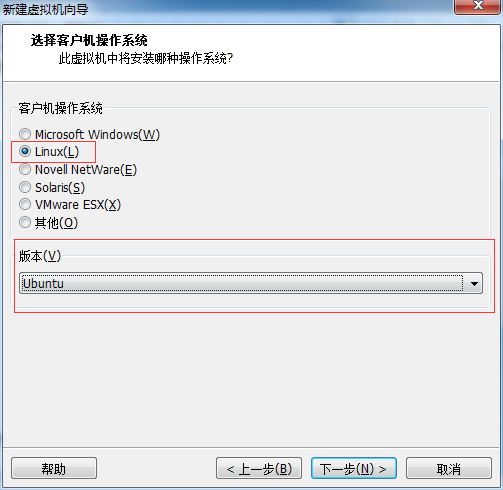 新建虚拟机向导
选择客户机操作系统
此虚拟机中将安装哪种操作系统?
客户机操作系统
Microsoft Windows(W)
Linux(L)
Novell NetWare(E)
Solaris(S)
VMware ESX(X)
其他(O)
版本(V)
Ubuntu
帮助
< 上一步(B)
下一步(N) >
取消